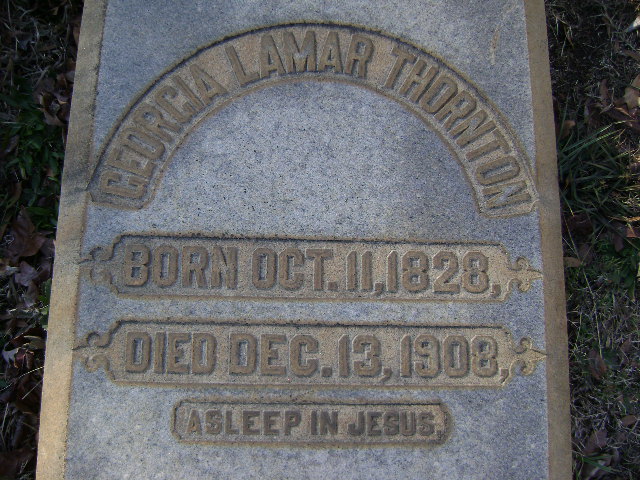 GEORGIA LAMAR THORNTON
BORN OCT. 11, 1828,
DIED DEC. 13, 1908,
ASLEEP IN JESUS.